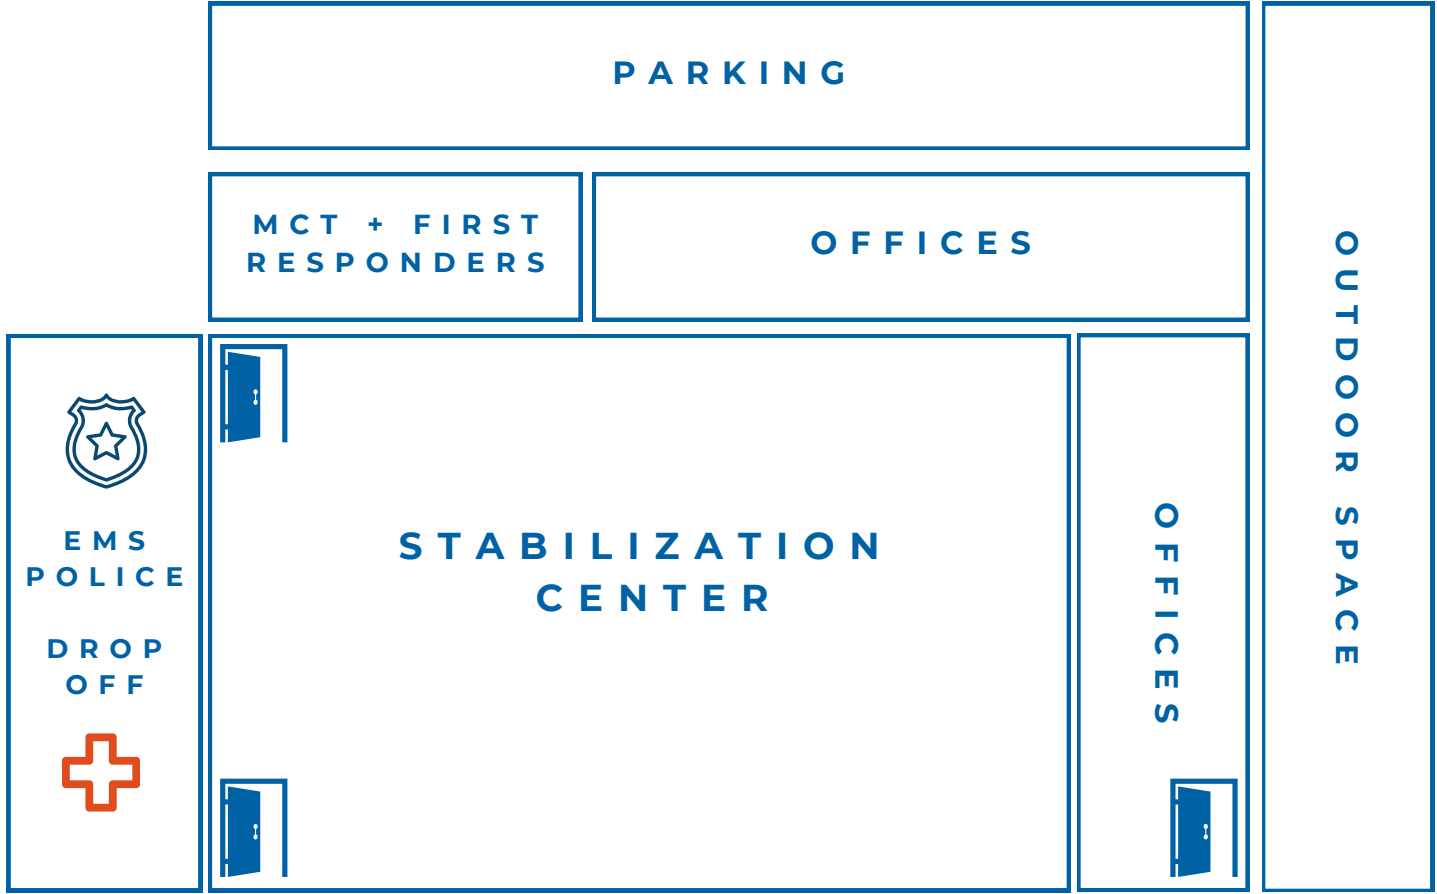 PARKING
MCT + FIRST
RESPONDERS
OFFICES
OUTDOOR SPACE
EMS
POLICE
DROP
OFF
STABILIZATION
CENTER
OFFICES